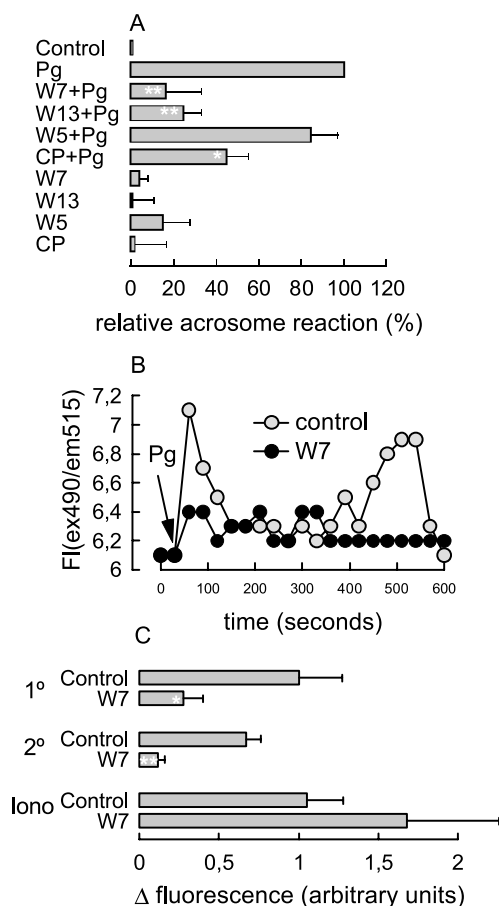 A
Control
Pg
W7+Pg **
W13+Pg **
W5+Pg
CP+Pg *
W7
W13
W5
CP
0 20 40 60 80 100 120
relative acrosome reaction (%)
B
7,2
7
6,8
6,6
6,4
6,2
6
FI(ex490/em515)
Pg
control
W7
0 100 200 300 400 500 600
time (seconds)
C
1º
Control
W7 *
2º
Control
W7 **
Iono
Control
W7
0 0,5 1 1,5 2
Δ fluorescence (arbitrary units)